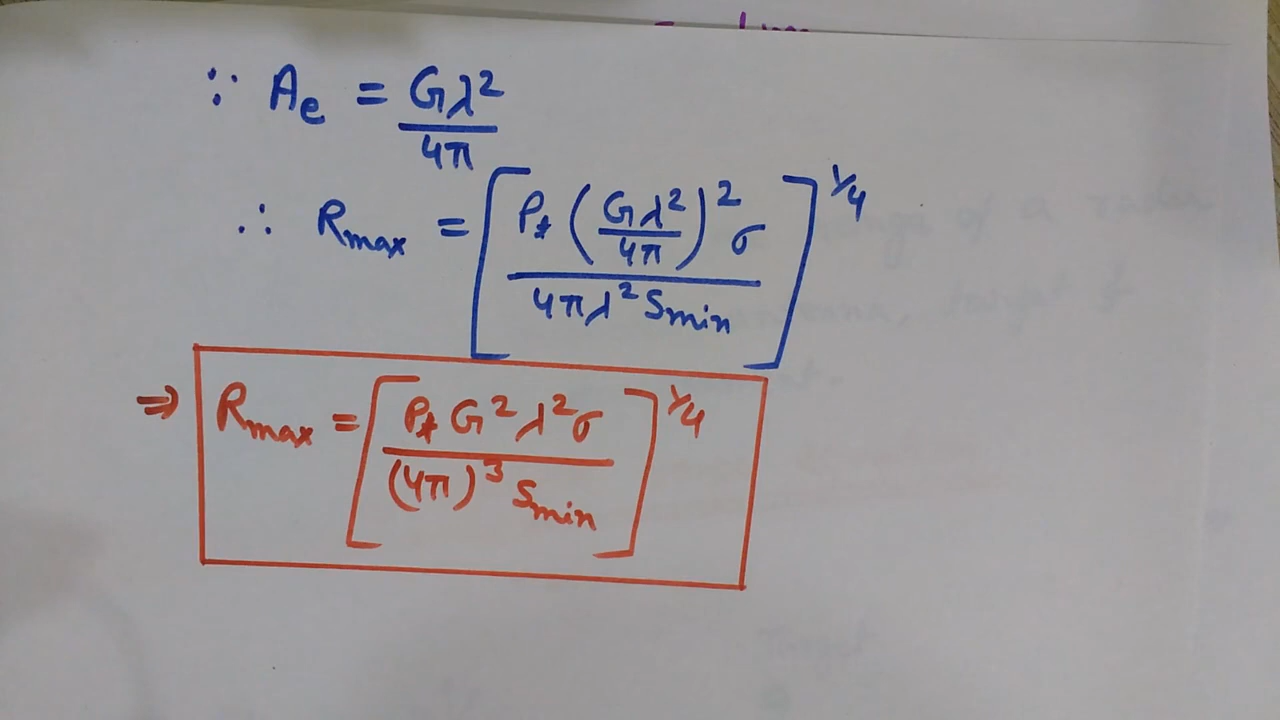 ∵ Ae = Gλ²/4π
∴ Rmax = [Pt (Gλ²/4π)² σ / 4πλ² Smin]^1/4
⇒ Rmax = [Pt G² λ² σ / (4π)³ Smin]^1/4